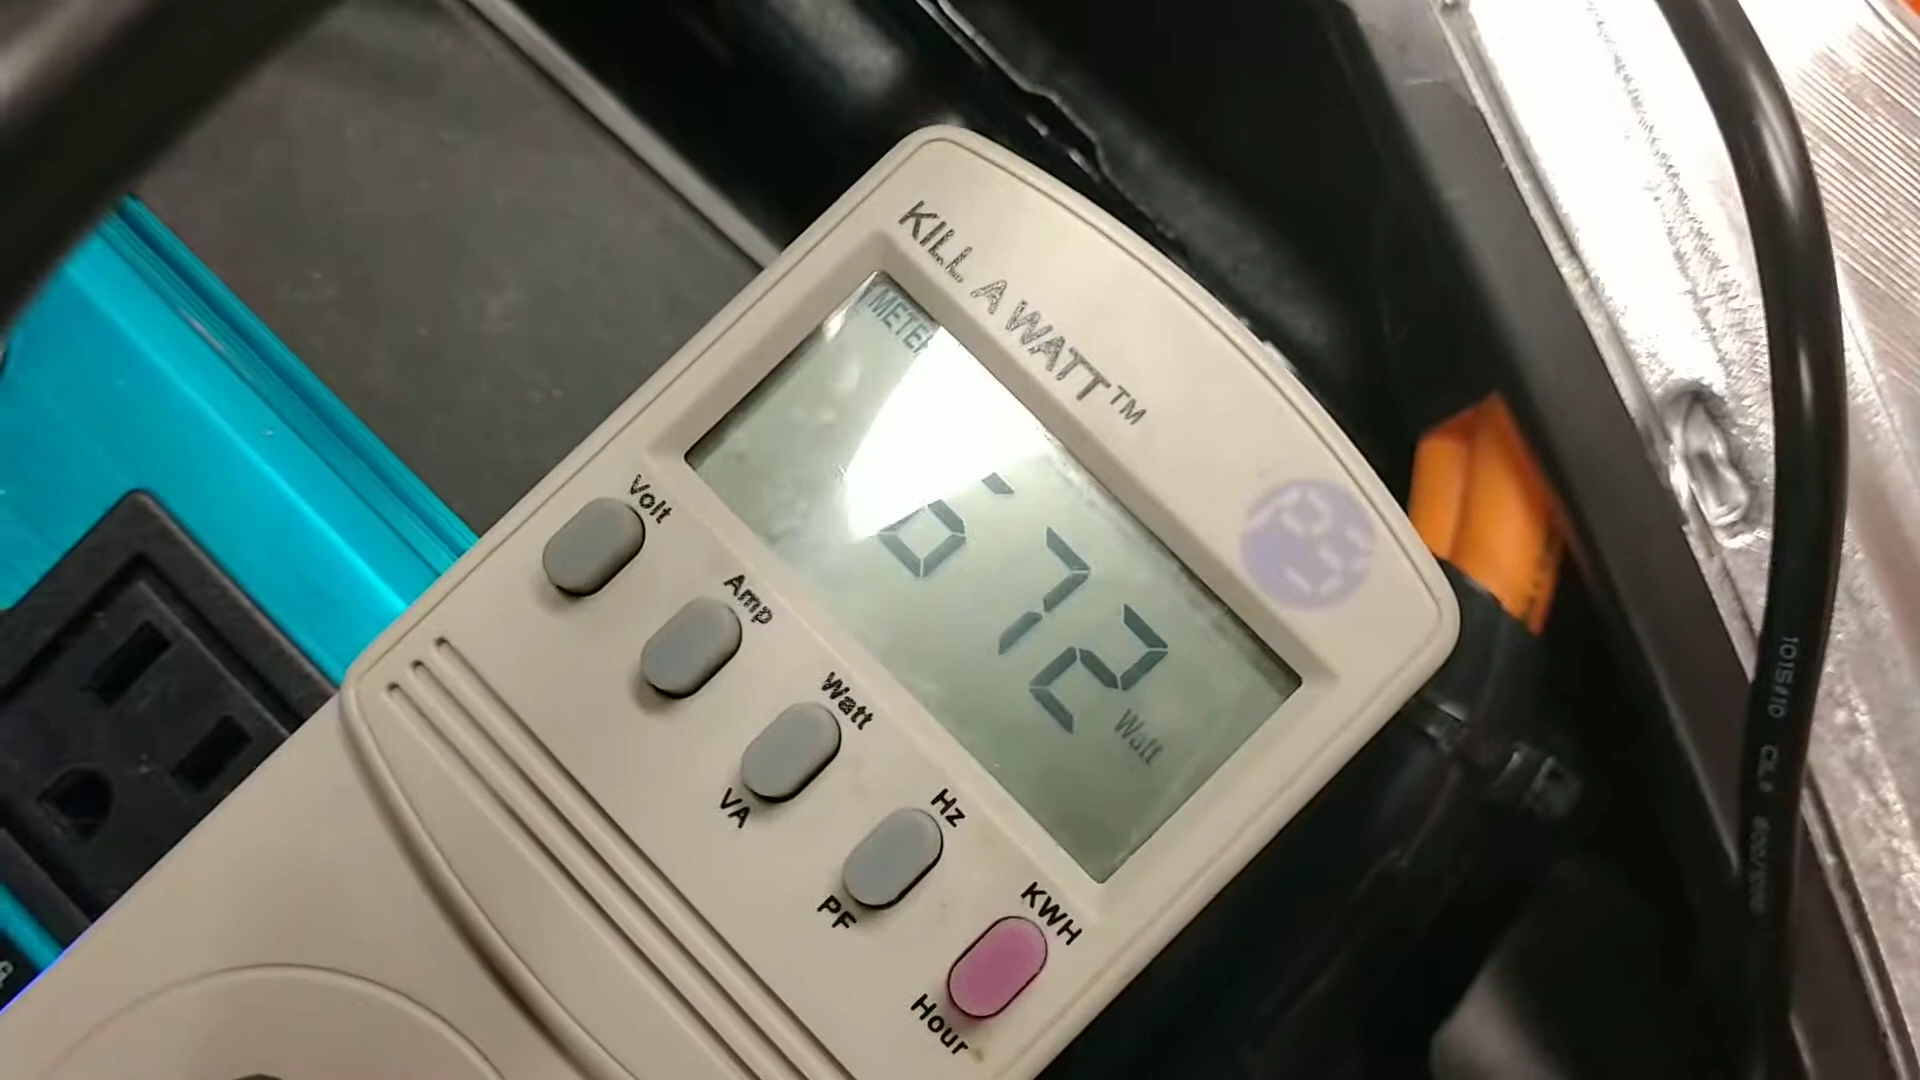 KILL A WATT™
METER
672
Watt
Volt
Amp
Watt
VA
Hz
PF
KWH
Hour